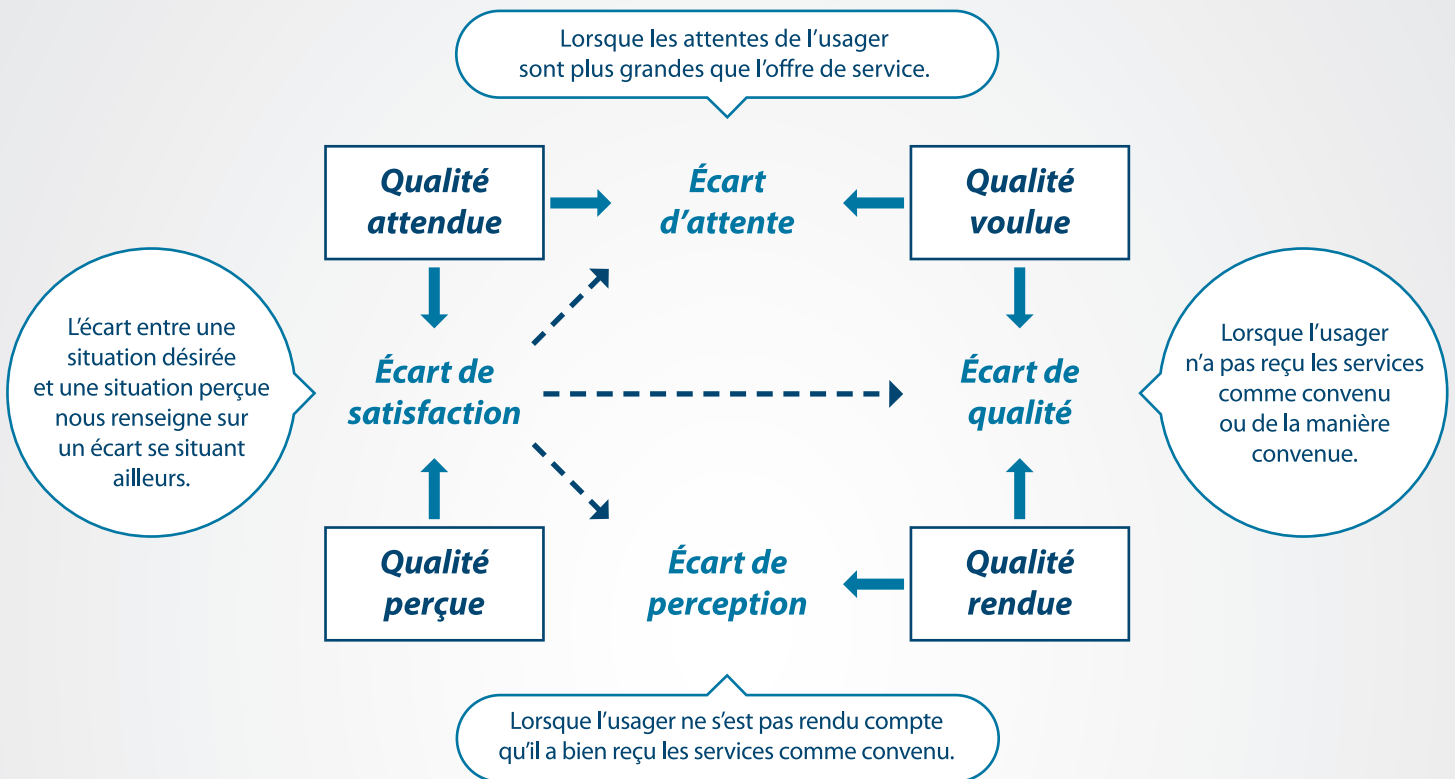 Lorsque les attentes de l'usager
sont plus grandes que l'offre de service.
Qualité
attendue
Écart
d'attente
Qualité
voulue
L'écart entre une
situation désirée
et une situation perçue
nous renseigne sur
un écart se situant
ailleurs.
Écart de
satisfaction
Écart de
qualité
Lorsque l'usager
n'a pas reçu les services
comme convenu
ou de la manière
convenue.
Qualité
perçue
Écart de
perception
Qualité
rendue
Lorsque l'usager ne s'est pas rendu compte
qu'il a bien reçu les services comme convenu.